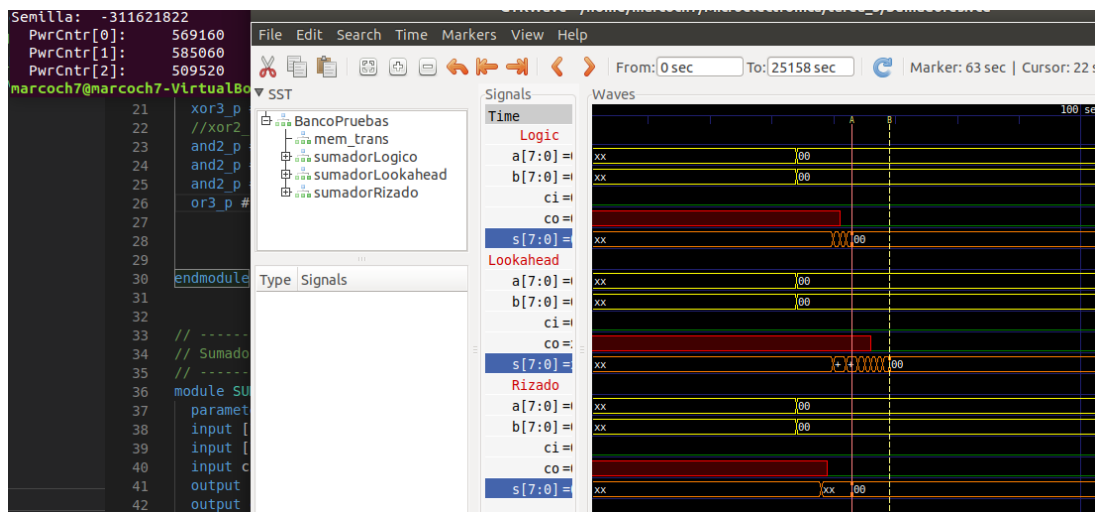 Semilla: -311621822
PwrCntr[0]: 569160
PwrCntr[1]: 585060
PwrCntr[2]: 509520
marcoch7@marcoch7-VirtualBo
21 xor3_p
22 //xor2_
23 and2_p
24 and2_p
25 and2_p
26 or3_p #
27
28
29
30 endmodule
31
32
33 // ------
34 // Sumado
35 // ------
36 module SU
37 paramet
38 input [
39 input [
40 input c
41 output
42 output
File Edit Search Time Markers View Help
From: 0 sec To: 25158 sec Marker: 63 sec | Cursor: 22 s
SST
BancoPruebas
mem_trans
sumadorLogico
sumadorLookahead
sumadorRizado
Type Signals
Signals
Time
Logic
a[7:0] =
b[7:0] =
ci =
co =
s[7:0] =
Lookahead
a[7:0] =
b[7:0] =
ci =
co =
s[7:0] =
Rizado
a[7:0] =
b[7:0] =
ci =
co =
s[7:0] =
Waves
100 se
A B
xx 00
xx 00
xx 00
xx 00
xx 00
xx + + 00
xx 00
xx 00
xx xx 00